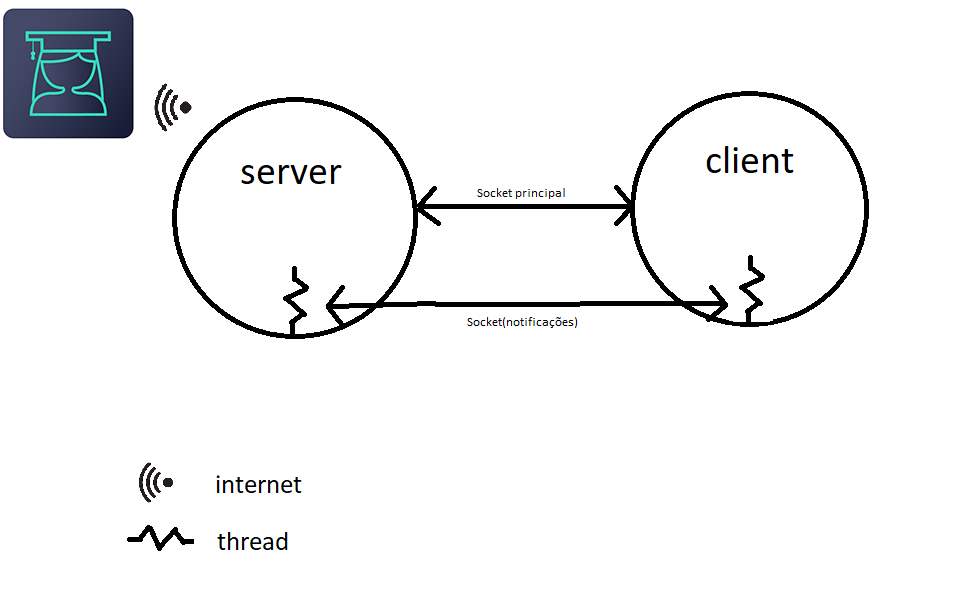 server
client
Socket principal
Socket(notificações)
internet
thread